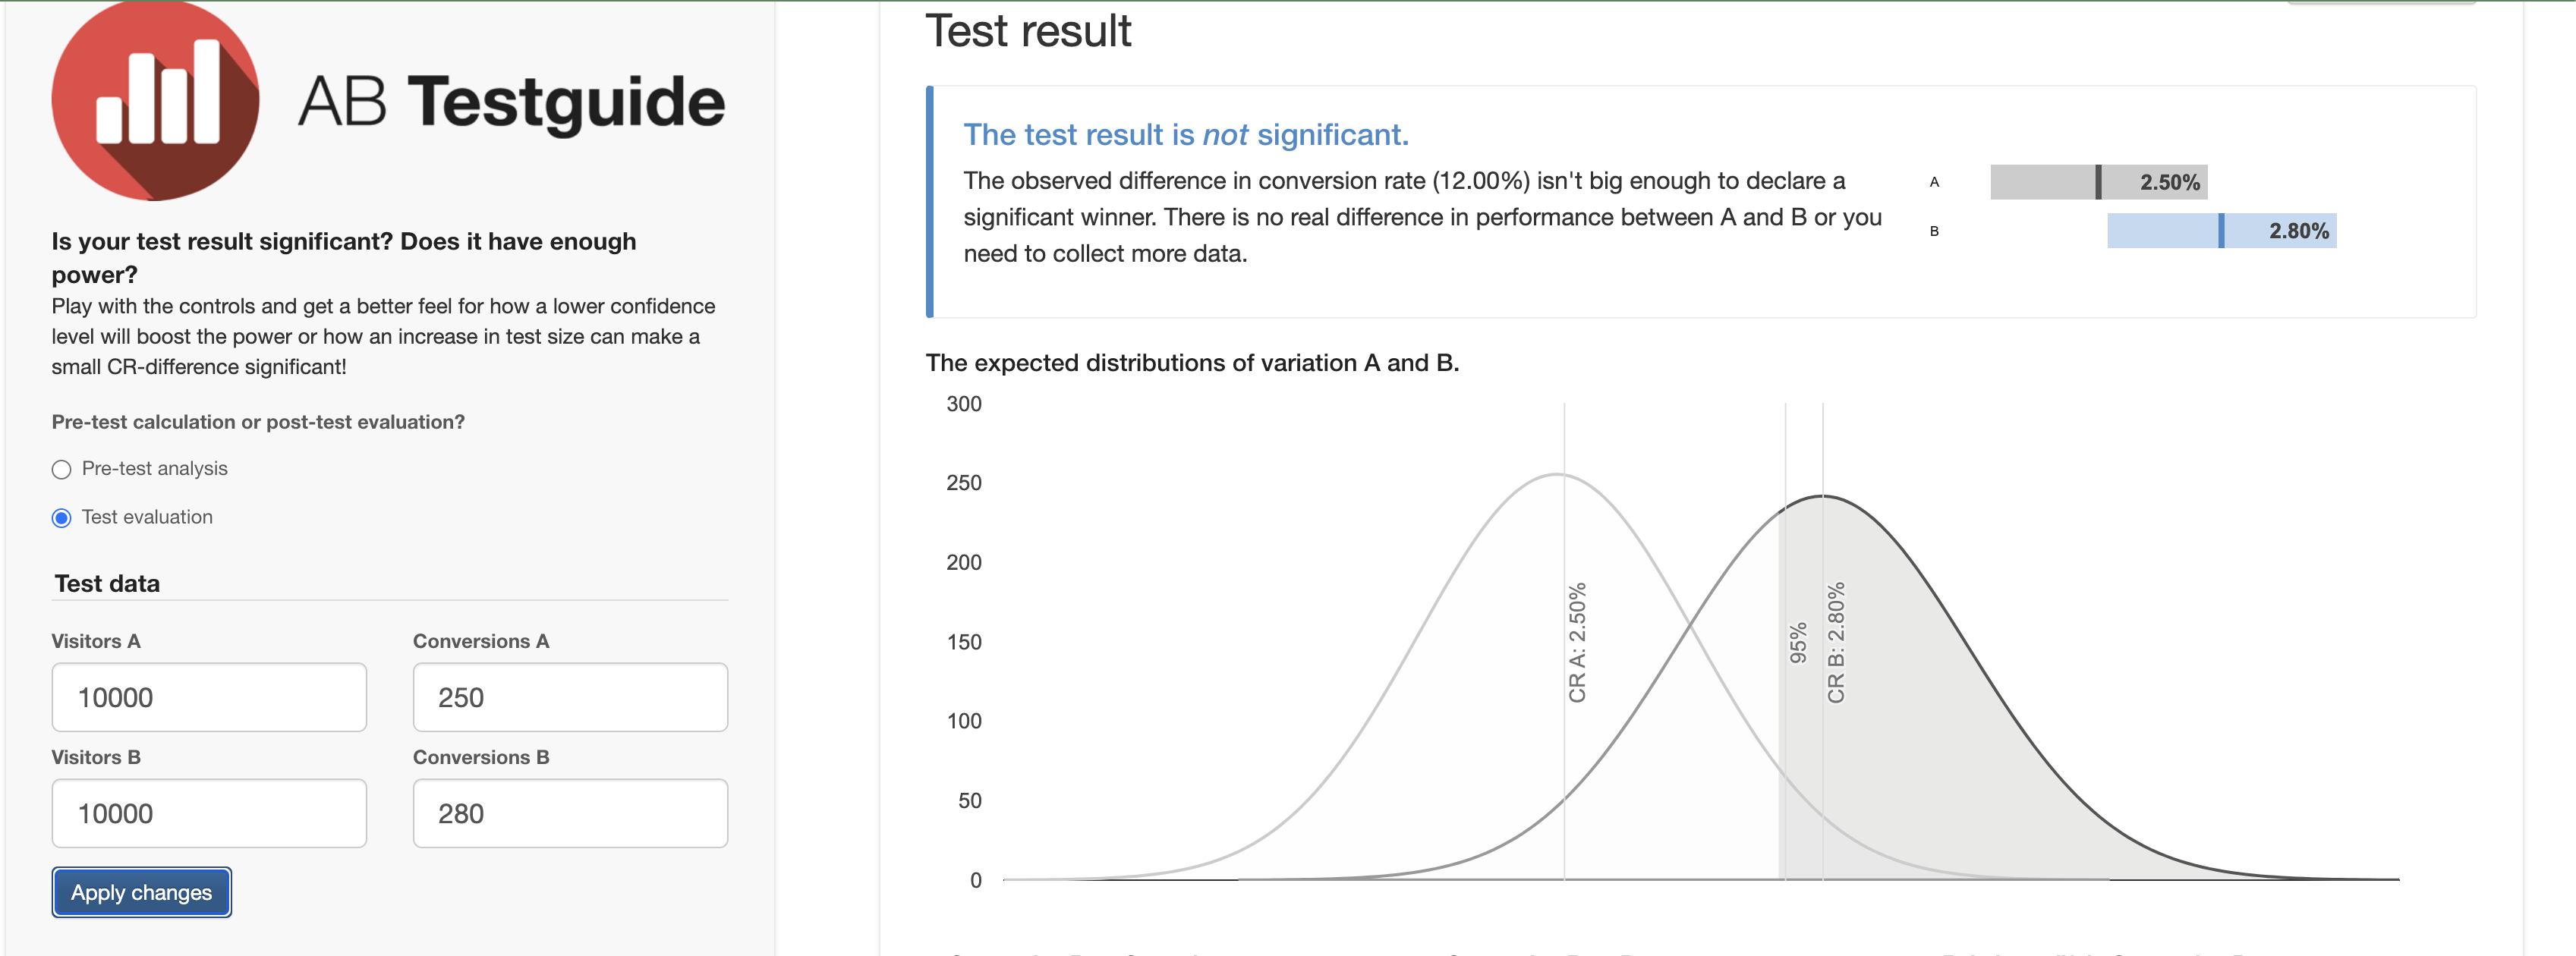 AB Testguide
Is your test result significant? Does it have enough
power?
Play with the controls and get a better feel for how a lower confidence
level will boost the power or how an increase in test size can make a
small CR-difference significant!
Pre-test calculation or post-test evaluation?
Pre-test analysis
Test evaluation
Test data
Visitors A Conversions A
10000 250
Visitors B Conversions B
10000 280
Apply changes
Test result
The test result is not significant.
The observed difference in conversion rate (12.00%) isn't big enough to declare a
significant winner. There is no real difference in performance between A and B or you
need to collect more data.
A 2.50%
B 2.80%
The expected distributions of variation A and B.
300
250
200
150
100
50
0
CR A: 2.50%
95%
CR B: 2.80%